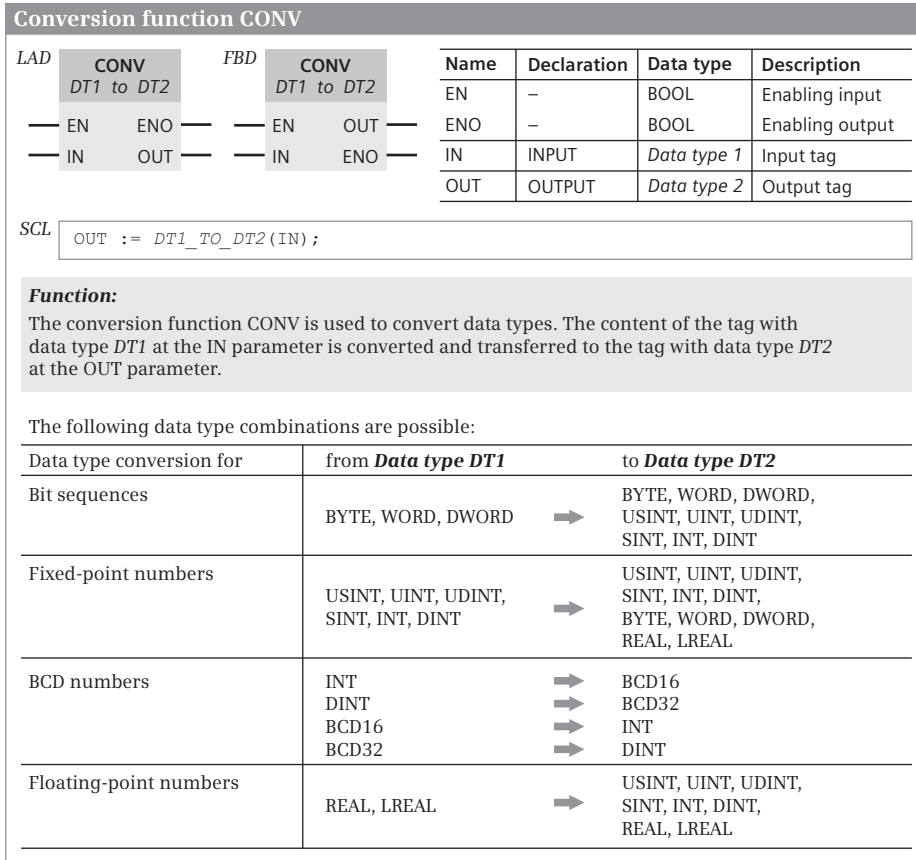 Conversion function CONV
LAD
CONV
DT1 to DT2
EN ENO
IN OUT
FBD
CONV
DT1 to DT2
EN OUT
IN ENO
Name Declaration Data type Description
EN – BOOL Enabling input
ENO – BOOL Enabling output
IN INPUT Data type 1 Input tag
OUT OUTPUT Data type 2 Output tag
SCL
OUT := DT1_TO_DT2(IN);
Function:
The conversion function CONV is used to convert data types. The content of the tag with
data type DT1 at the IN parameter is converted and transferred to the tag with data type DT2
at the OUT parameter.
The following data type combinations are possible:
Data type conversion for from Data type DT1 to Data type DT2
Bit sequences
BYTE, WORD, DWORD
BYTE, WORD, DWORD,
USINT, UINT, UDINT,
SINT, INT, DINT
Fixed-point numbers
USINT, UINT, UDINT,
SINT, INT, DINT
USINT, UINT, UDINT,
SINT, INT, DINT,
BYTE, WORD, DWORD,
REAL, LREAL
BCD numbers
INT BCD16
DINT BCD32
BCD16 INT
BCD32 DINT
Floating-point numbers
REAL, LREAL
USINT, UINT, UDINT,
SINT, INT, DINT,
REAL, LREAL